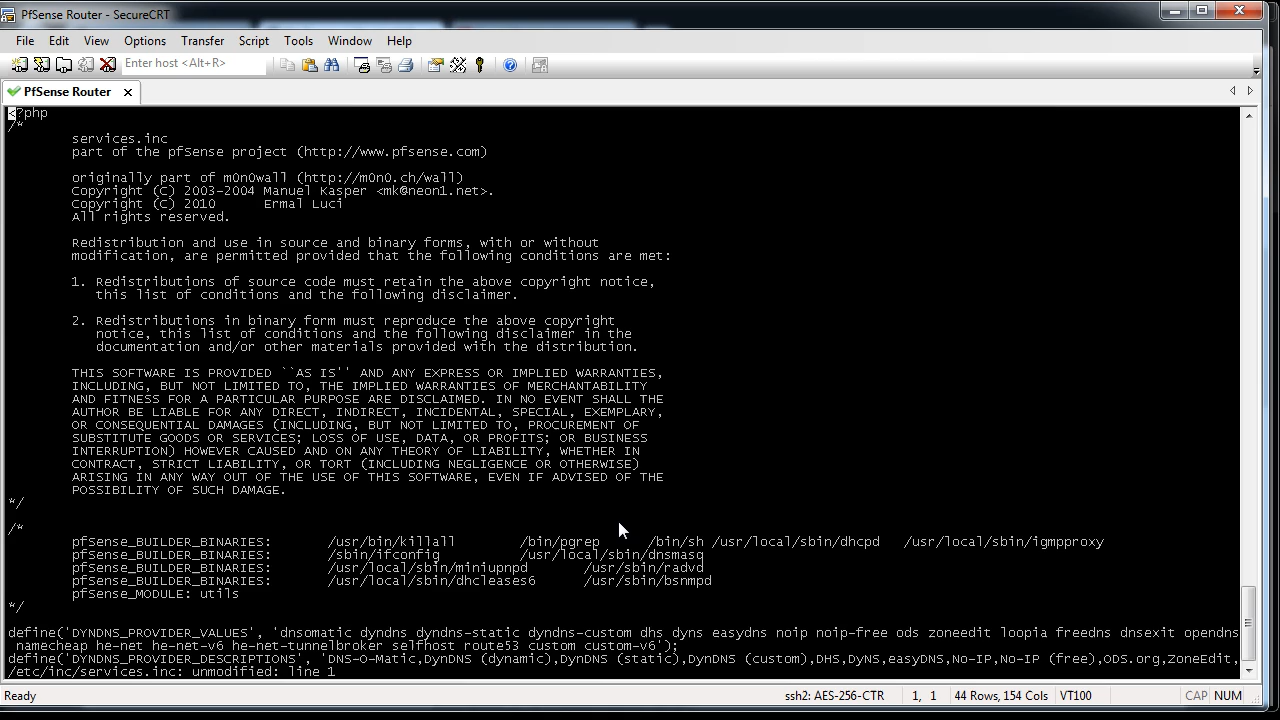 PfSense Router - SecureCRT
File Edit View Options Transfer Script Tools Window Help
Enter host <Alt+R>
PfSense Router
<?php
/*
services.inc
part of the pfSense project (http://www.pfsense.com)
originally part of m0n0wall (http://m0n0.ch/wall)
Copyright (C) 2003-2004 Manuel Kasper <mk@neon1.net>.
Copyright (C) 2010 Ermal Luci
All rights reserved.
Redistribution and use in source and binary forms, with or without
modification, are permitted provided that the following conditions are met:
1. Redistributions of source code must retain the above copyright notice,
this list of conditions and the following disclaimer.
2. Redistributions in binary form must reproduce the above copyright
notice, this list of conditions and the following disclaimer in the
documentation and/or other materials provided with the distribution.
THIS SOFTWARE IS PROVIDED ``AS IS'' AND ANY EXPRESS OR IMPLIED WARRANTIES,
INCLUDING, BUT NOT LIMITED TO, THE IMPLIED WARRANTIES OF MERCHANTABILITY
AND FITNESS FOR A PARTICULAR PURPOSE ARE DISCLAIMED. IN NO EVENT SHALL THE
AUTHOR BE LIABLE FOR ANY DIRECT, INDIRECT, INCIDENTAL, SPECIAL, EXEMPLARY,
OR CONSEQUENTIAL DAMAGES (INCLUDING, BUT NOT LIMITED TO, PROCUREMENT OF
SUBSTITUTE GOODS OR SERVICES; LOSS OF USE, DATA, OR PROFITS; OR BUSINESS
INTERRUPTION) HOWEVER CAUSED AND ON ANY THEORY OF LIABILITY, WHETHER IN
CONTRACT, STRICT LIABILITY, OR TORT (INCLUDING NEGLIGENCE OR OTHERWISE)
ARISING IN ANY WAY OUT OF THE USE OF THIS SOFTWARE, EVEN IF ADVISED OF THE
POSSIBILITY OF SUCH DAMAGE.
*/
/*
pfSense_BUILDER_BINARIES: /usr/bin/killall /bin/pgrep /bin/sh /usr/local/sbin/dhcpd /usr/local/sbin/igmpproxy
pfSense_BUILDER_BINARIES: /sbin/ifconfig /usr/local/sbin/dnsmasq
pfSense_BUILDER_BINARIES: /usr/local/sbin/miniupnpd /usr/sbin/radvd
pfSense_BUILDER_BINARIES: /usr/local/sbin/dhcleases6 /usr/sbin/bsnmpd
pfSense_MODULE: utils
*/
define('DYNDNS_PROVIDER_VALUES', 'dnsomatic dyndns dyndns-static dyndns-custom dhs dyns easydns noip noip-free ods zoneedit loopia freedns dnsexit opendns
namecheap he-net he-net-v6 he-net-tunnelbroker selfhost route53 custom custom-v6');
define('DYNDNS_PROVIDER_DESCRIPTIONS', 'DNS-O-Matic,DynDNS (dynamic),DynDNS (static),DynDNS (custom),DHS,DyNS,easyDNS,No-IP,No-IP (free),ODS.org,ZoneEdit,
/etc/inc/services.inc: unmodified: line 1
Ready ssh2: AES-256-CTR 1, 1 44 Rows, 154 Cols VT100 CAP NUM